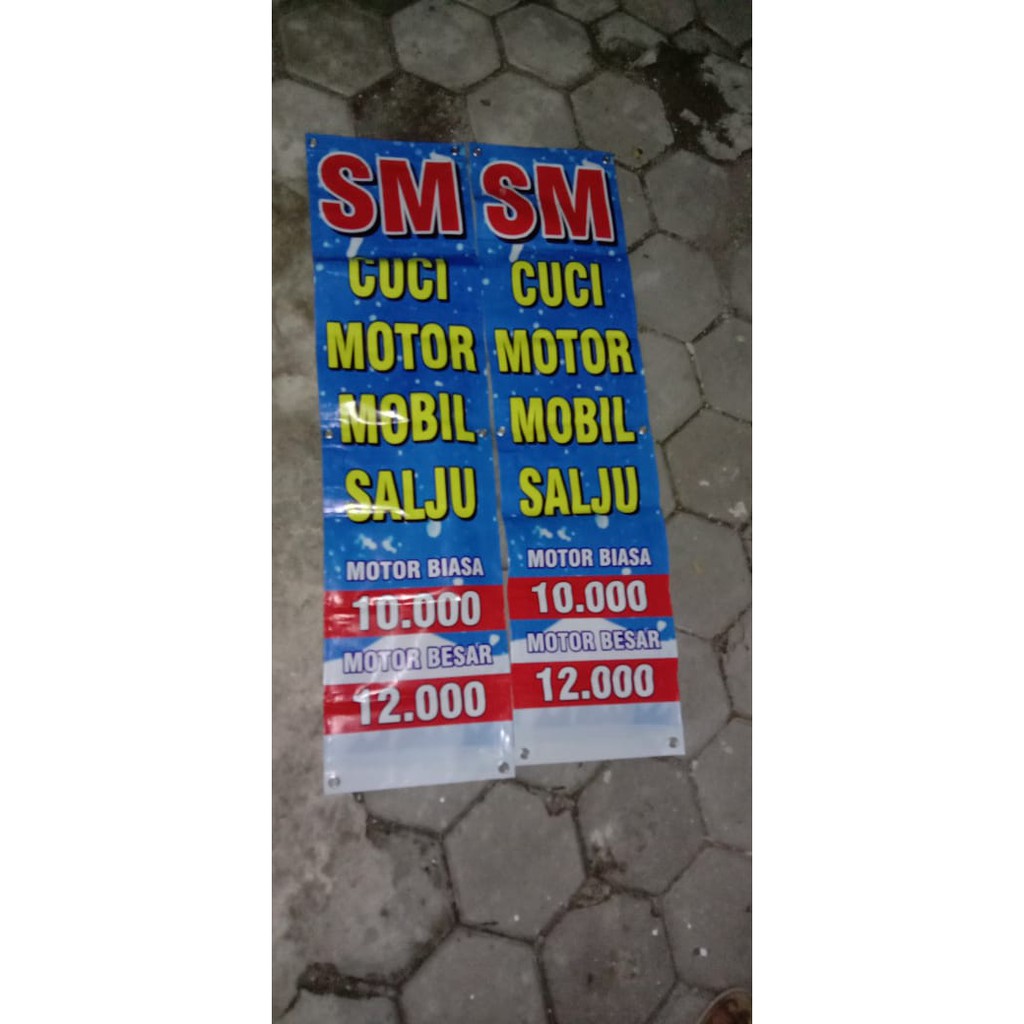 SM
CUCI
MOTOR
MOBIL
SALJU
MOTOR BIASA
10.000
MOTOR BESAR
12.000
SM
CUCI
MOTOR
MOBIL
SALJU
MOTOR BIASA
10.000
MOTOR BESAR
12.000